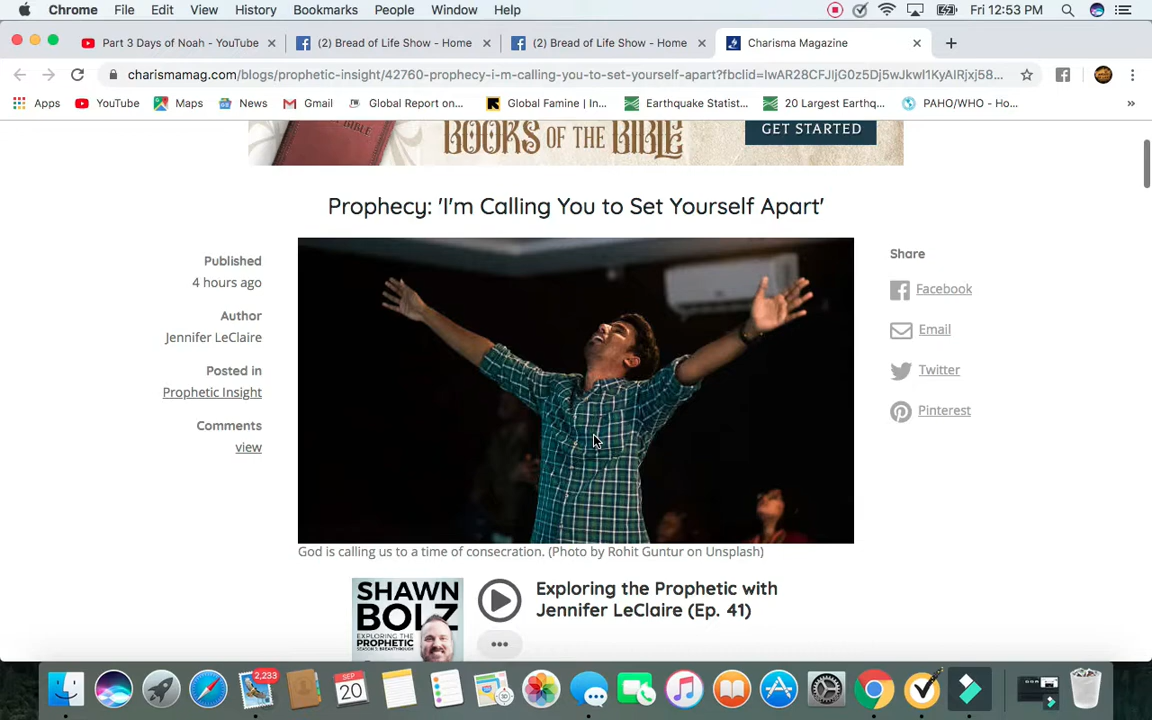 Chrome File Edit View History Bookmarks People Window Help Fri 12:53 PM
Part 3 Days of Noah - YouTube (2) Bread of Life Show - Home (2) Bread of Life Show - Home Charisma Magazine
charismamag.com/blogs/prophetic-insight/42760-prophecy-i-m-calling-you-to-set-yourself-apart?fbclid=
Apps YouTube Maps News Gmail Global Report on... Global Famine | In... Earthquake Statist... 20 Largest Earthq... PAHO/WHO - Ho... »
BOOKS OF THE BIBLE
GET STARTED
Prophecy: 'I'm Calling You to Set Yourself Apart'
Published
4 hours ago
Author
Jennifer LeClaire
Posted in
Prophetic Insight
Comments
view
Share
Facebook
Email
Twitter
Pinterest
God is calling us to a time of consecration. (Photo by Rohit Guntur on Unsplash)
SHAWN
BOLZ
EXPLORING THE
PROPHETIC
Exploring the Prophetic with
Jennifer LeClaire (Ep. 41)
2,233
SEP
20